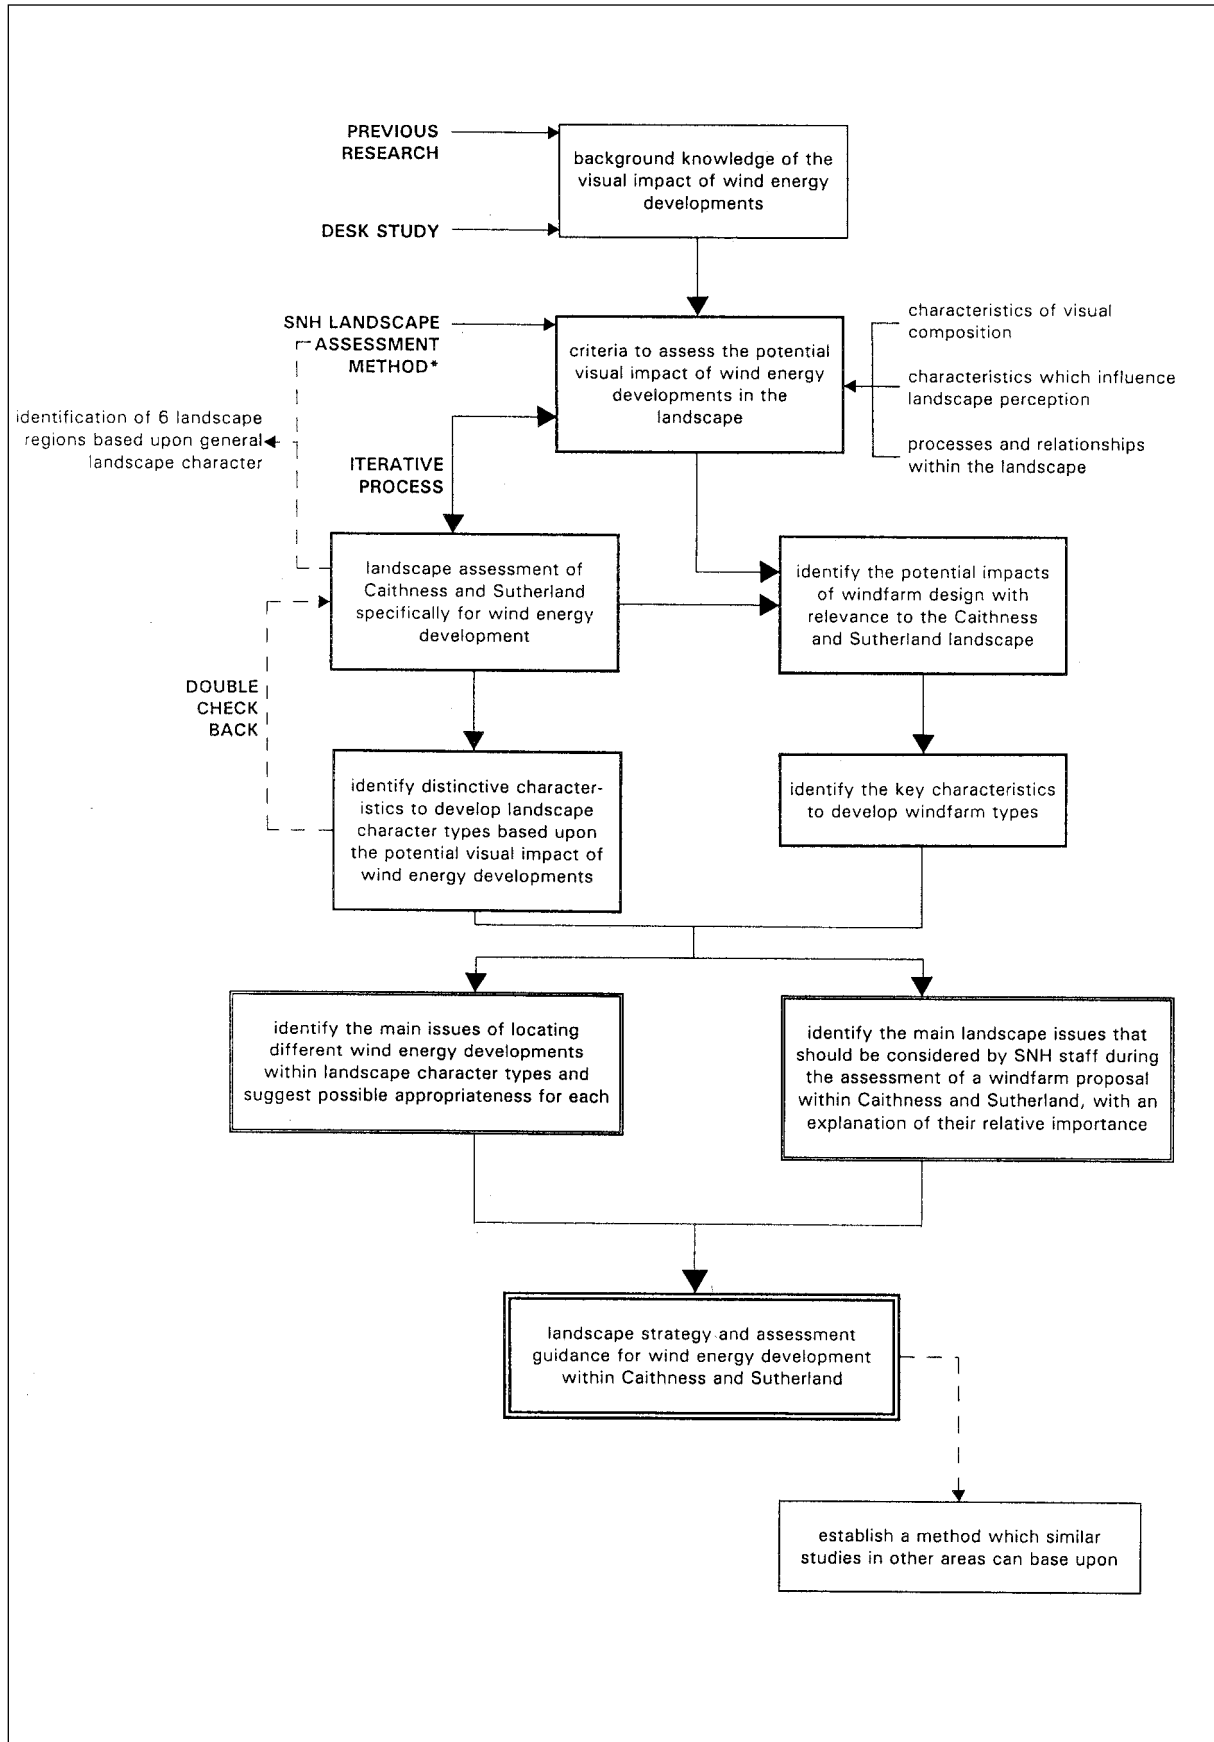 PREVIOUS
RESEARCH
background knowledge of the
visual impact of wind energy
developments
DESK STUDY
SNH LANDSCAPE
ASSESSMENT
METHOD*
criteria to assess the potential
visual impact of wind energy
developments in the
landscape
characteristics of visual
composition
characteristics which influence
landscape perception
processes and relationships
within the landscape
identification of 6 landscape
regions based upon general
landscape character
ITERATIVE
PROCESS
landscape assessment of
Caithness and Sutherland
specifically for wind energy
development
identify the potential impacts
of windfarm design with
relevance to the Caithness
and Sutherland landscape
DOUBLE
CHECK
BACK
identify distinctive character-
istics to develop landscape
character types based upon
the potential visual impact of
wind energy developments
identify the key characteristics
to develop windfarm types
identify the main issues of locating
different wind energy developments
within landscape character types and
suggest possible appropriateness for each
identify the main landscape issues that
should be considered by SNH staff during
the assessment of a windfarm proposal
within Caithness and Sutherland, with an
explanation of their relative importance
landscape strategy and assessment
guidance for wind energy development
within Caithness and Sutherland
establish a method which similar
studies in other areas can base upon